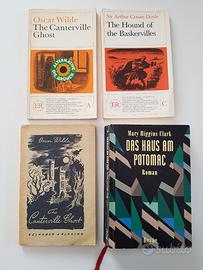 Oscar Wilde
The Canterville
Ghost
ER
A
Sir Arthur Conan Doyle
The Hound of
the Baskervilles
ER
C
Oscar Wilde
The
Canterville Ghost
Mary Higgins Clark
DAS HAUS AM
POTOMAC
Roman
Subito